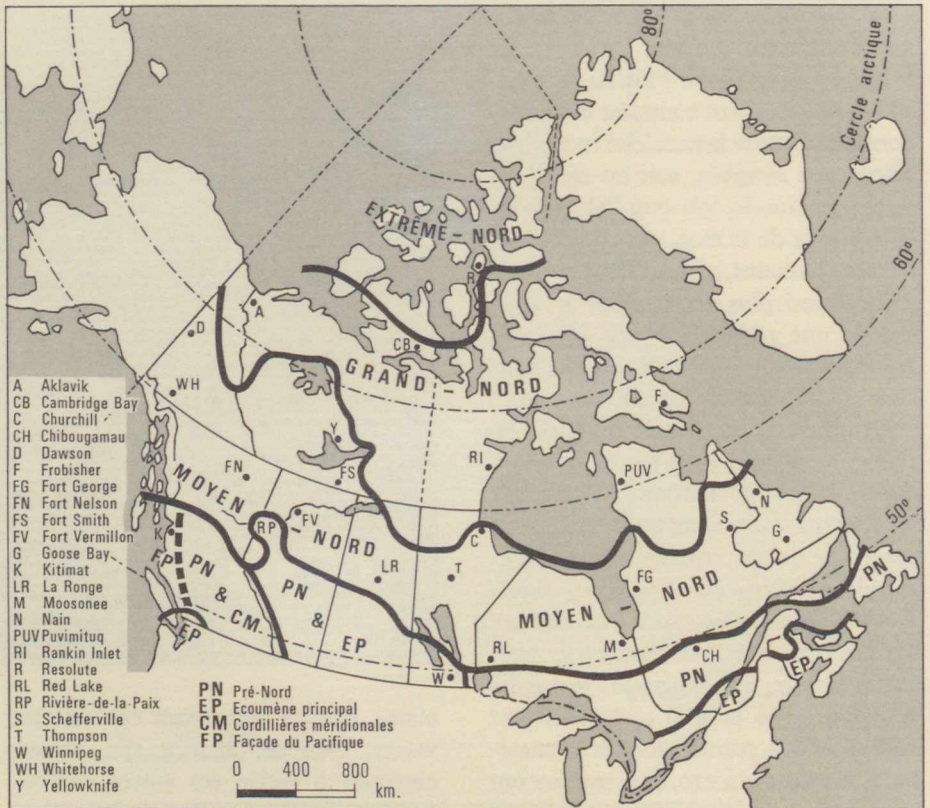 80º
Cercle arctique
EXTRÊME - NORD
R
60º
A
D
CB
GRAND - NORD
WH
F
Y
RI
FN
FS
PUV
MOYEN - NORD
N
50º
FV
C
S
RP
G
K
FP
PN & CM
LR
T
FG
MOYEN - NORD
PN & EP
PN
EP
M
RL
CH
W
PN
EP
EP
A Aklavik
CB Cambridge Bay
C Churchill
CH Chibougamau
D Dawson
F Frobisher
FG Fort George
FN Fort Nelson
FS Fort Smith
FV Fort Vermillon
G Goose Bay
K Kitimat
LR La Ronge
M Moosonee
N Nain
PUV Puvimituq
RI Rankin Inlet
R Resolute
RL Red Lake
RP Rivière-de-la-Paix
S Schefferville
T Thompson
W Winnipeg
WH Whitehorse
Y Yellowknife
PN Pré-Nord
EP Ecoumène principal
CM Cordillières méridionales
FP Façade du Pacifique
0 400 800
km.